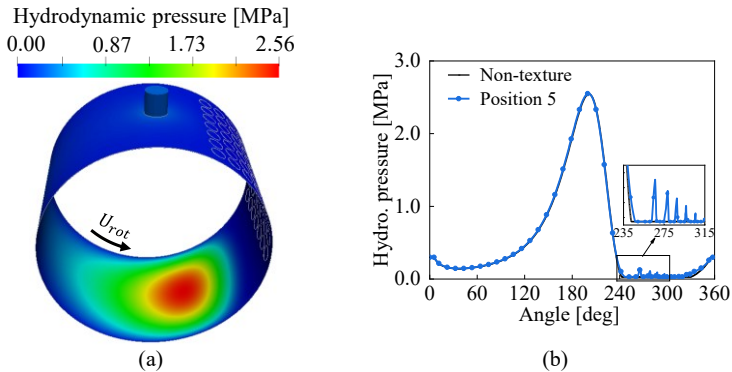 Hydrodynamic pressure [MPa]
0.00 0.87 1.73 2.56
U_rot
(a)
Hydro. pressure [MPa]
3.0
2.0
1.0
0.0
Non-texture
Position 5
235 275 315
0 60 120 180 240 300 360
Angle [deg]
(b)